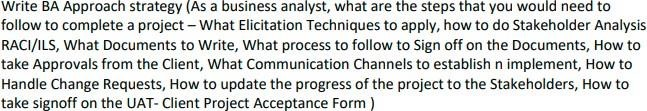 Write BA Approach strategy (As a business analyst, what are the steps that you would need to
follow to complete a project – What Elicitation Techniques to apply, how to do Stakeholder Analysis
RACI/ILS, What Documents to Write, What process to follow to Sign off on the Documents, How to
take Approvals from the Client, What Communication Channels to establish n implement, How to
Handle Change Requests, How to update the progress of the project to the Stakeholders, How to
take signoff on the UAT- Client Project Acceptance Form )